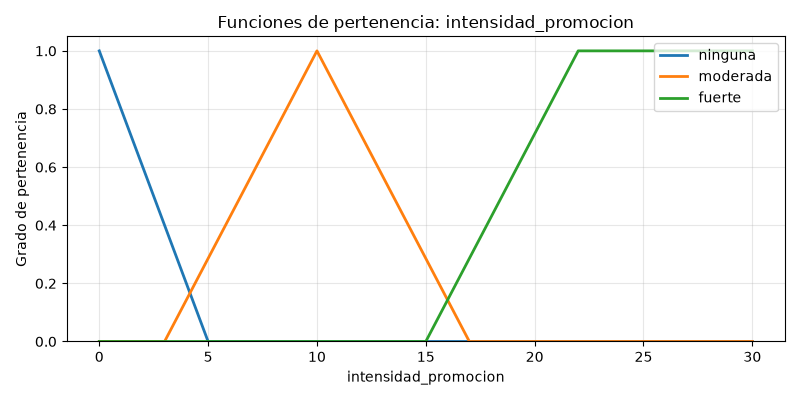 Funciones de pertenencia: intensidad_promocion
1.0
0.8
0.6
0.4
0.2
0.0
Grado de pertenencia
ninguna
moderada
fuerte
0 5 10 15 20 25 30
intensidad_promocion